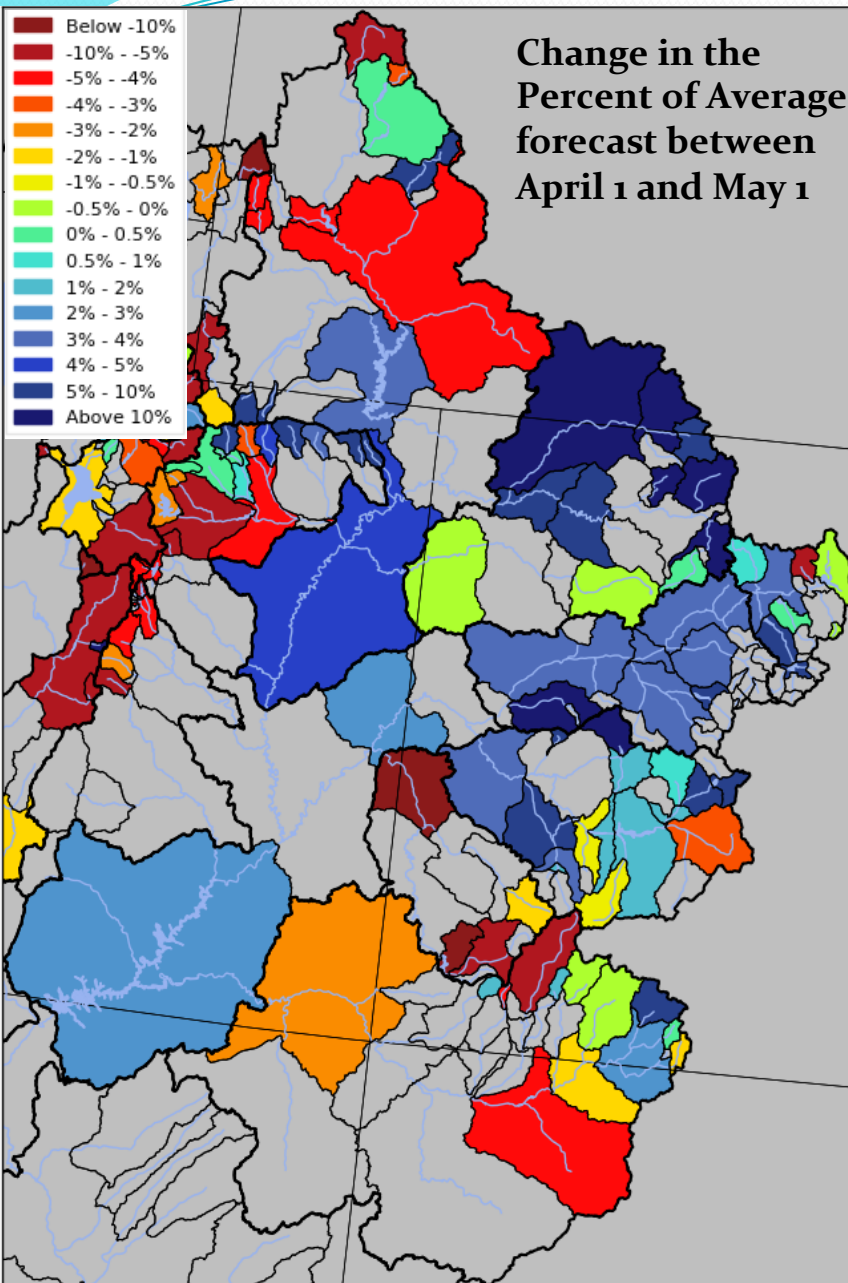 Below -10%
-10% - -5%
-5% - -4%
-4% - -3%
-3% - -2%
-2% - -1%
-1% - -0.5%
-0.5% - 0%
0% - 0.5%
0.5% - 1%
1% - 2%
2% - 3%
3% - 4%
4% - 5%
5% - 10%
Above 10%
Change in the
Percent of Average
forecast between
April 1 and May 1